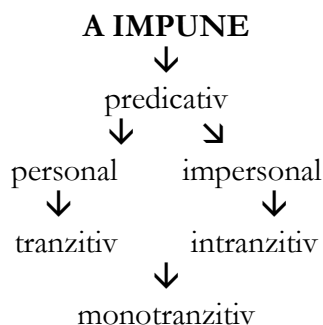 A IMPUNE
predicativ
personal impersonal
tranzitiv intranzitiv
monotranzitiv